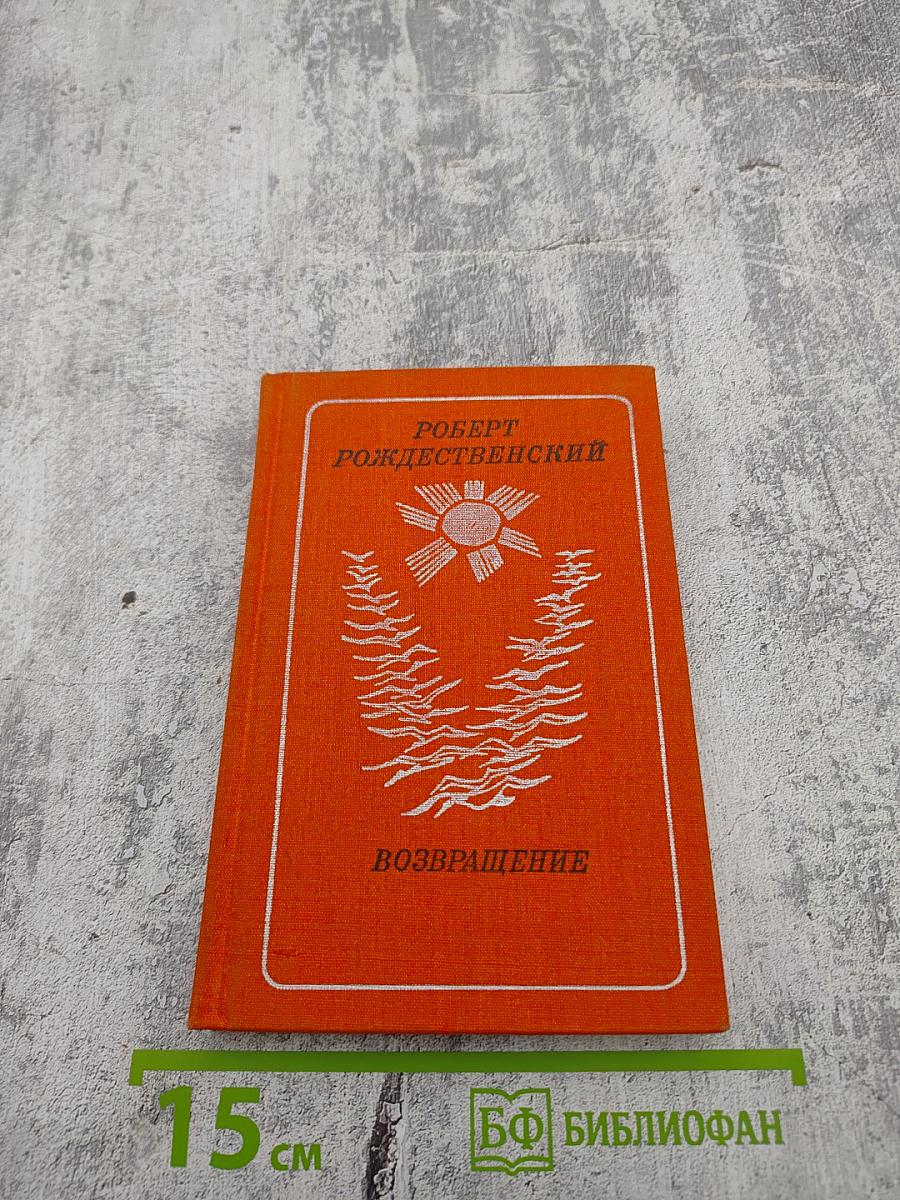 РОБЕРТ
РОЖДЕСТВЕНСКИЙ
ВОЗВРАЩЕНИЕ
15 см
БФ БИБЛИОФАН